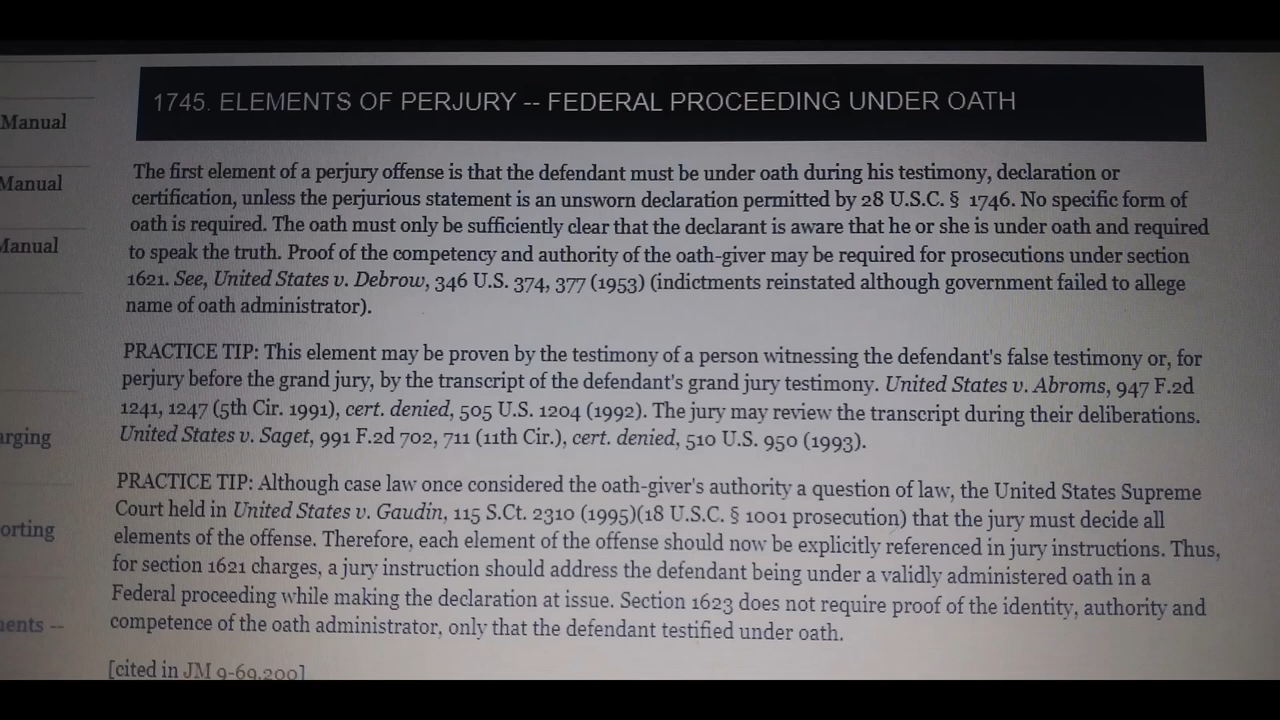 1745. ELEMENTS OF PERJURY -- FEDERAL PROCEEDING UNDER OATH
Manual
Manual
Manual
arging
orting
ents --
The first element of a perjury offense is that the defendant must be under oath during his testimony, declaration or
certification, unless the perjurious statement is an unsworn declaration permitted by 28 U.S.C. § 1746. No specific form of
oath is required. The oath must only be sufficiently clear that the declarant is aware that he or she is under oath and required
to speak the truth. Proof of the competency and authority of the oath-giver may be required for prosecutions under section
1621. See, United States v. Debrow, 346 U.S. 374, 377 (1953) (indictments reinstated although government failed to allege
name of oath administrator).
PRACTICE TIP: This element may be proven by the testimony of a person witnessing the defendant's false testimony or, for
perjury before the grand jury, by the transcript of the defendant's grand jury testimony. United States v. Abroms, 947 F.2d
1241, 1247 (5th Cir. 1991), cert. denied, 505 U.S. 1204 (1992). The jury may review the transcript during their deliberations.
United States v. Saget, 991 F.2d 702, 711 (11th Cir.), cert. denied, 510 U.S. 950 (1993).
PRACTICE TIP: Although case law once considered the oath-giver's authority a question of law, the United States Supreme
Court held in United States v. Gaudin, 115 S.Ct. 2310 (1995)(18 U.S.C. § 1001 prosecution) that the jury must decide all
elements of the offense. Therefore, each element of the offense should now be explicitly referenced in jury instructions. Thus,
for section 1621 charges, a jury instruction should address the defendant being under a validly administered oath in a
Federal proceeding while making the declaration at issue. Section 1623 does not require proof of the identity, authority and
competence of the oath administrator, only that the defendant testified under oath.
[cited in JM 9-69.200]